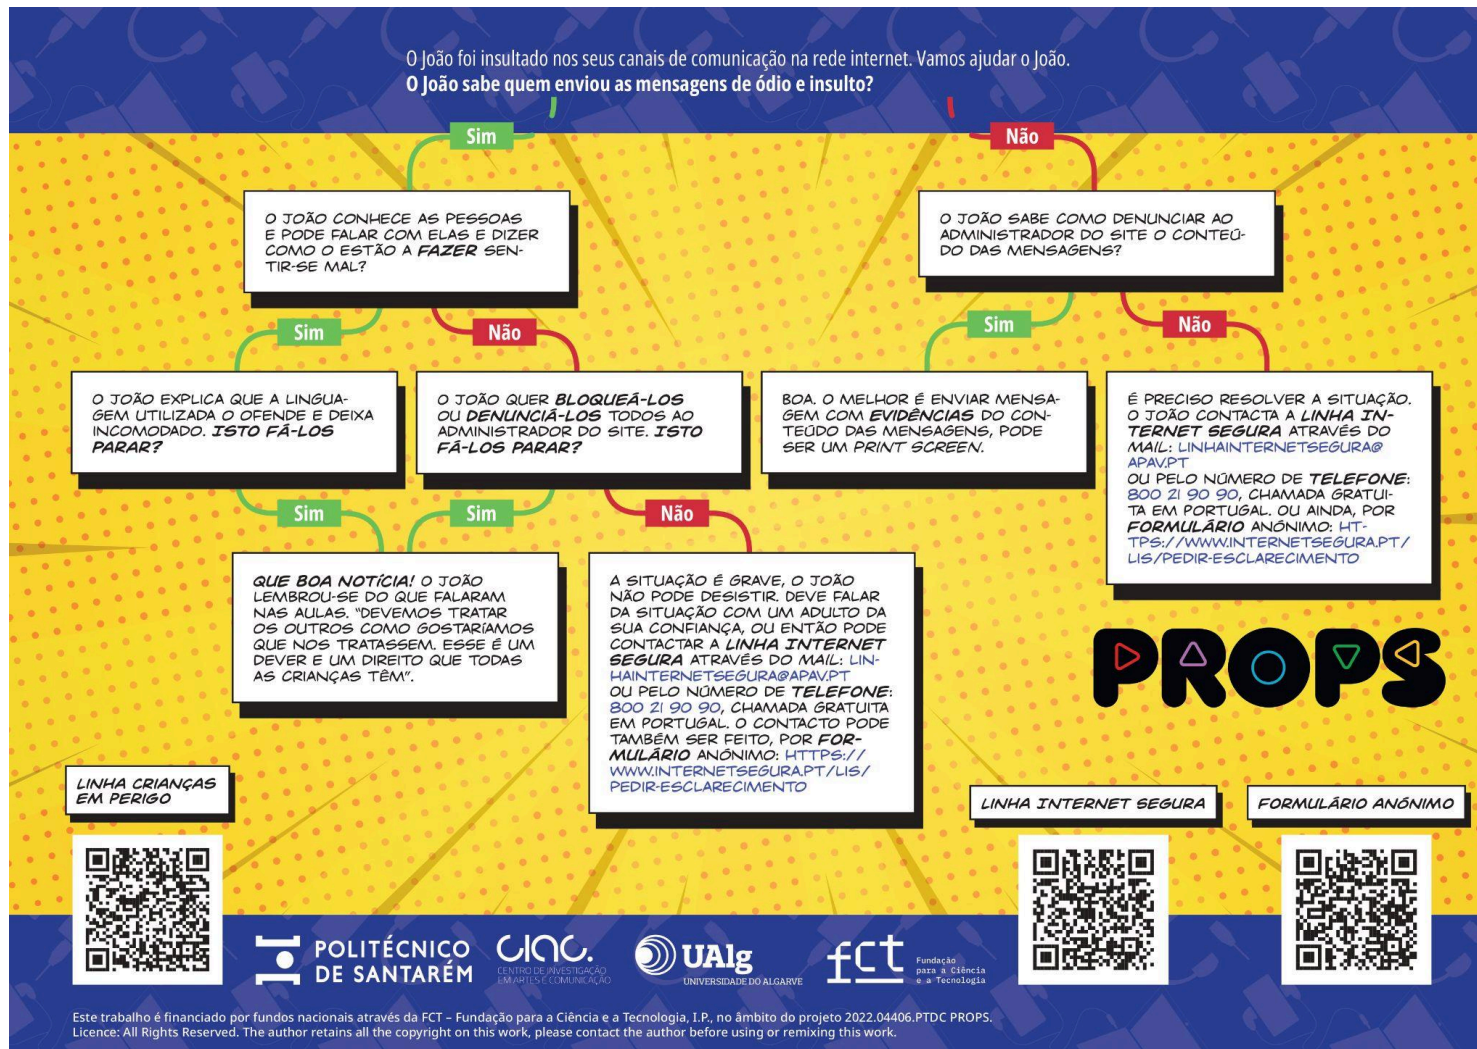 O João foi insultado nos seus canais de comunicação na rede internet. Vamos ajudar o João.
O João sabe quem enviou as mensagens de ódio e insulto?
Sim
Não
O JOÃO CONHECE AS PESSOAS
E PODE FALAR COM ELAS E DIZER
COMO O ESTÃO A FAZER SEN-
TIR-SE MAL?
O JOÃO SABE COMO DENUNCIAR AO
ADMINISTRADOR DO SITE O CONTEÚ-
DO DAS MENSAGENS?
Sim
Não
Sim
Não
O JOÃO EXPLICA QUE A LINGUA-
GEM UTILIZADA O OFENDE E DEIXA
INCOMODADO. ISTO FÁ-LOS
PARAR?
O JOÃO QUER BLOQUEÁ-LOS
OU DENUNCIÁ-LOS TODOS AO
ADMINISTRADOR DO SITE. ISTO
FÁ-LOS PARAR?
BOA. O MELHOR É ENVIAR MENSA-
GEM COM EVIDÊNCIAS DO CON-
TEÚDO DAS MENSAGENS, PODE
SER UM PRINT SCREEN.
É PRECISO RESOLVER A SITUAÇÃO.
O JOÃO CONTACTA A LINHA IN-
TERNET SEGURA ATRAVÉS DO
MAIL: LINHAINTERNETSEGURA@
APAV.PT
OU PELO NÚMERO DE TELEFONE:
800 21 90 90, CHAMADA GRATUI-
TA EM PORTUGAL. OU AINDA, POR
FORMULÁRIO ANÓNIMO: HT-
TPS://WWW.INTERNETSEGURA.PT/
LIS/PEDIR-ESCLARECIMENTO
Sim
Sim
Não
QUE BOA NOTÍCIA! O JOÃO
LEMBROU-SE DO QUE FALARAM
NAS AULAS. "DEVEMOS TRATAR
OS OUTROS COMO GOSTARÍAMOS
QUE NOS TRATASSEM. ESSE É UM
DEVER E UM DIREITO QUE TODAS
AS CRIANÇAS TÊM".
A SITUAÇÃO É GRAVE, O JOÃO
NÃO PODE DESISTIR. DEVE FALAR
DA SITUAÇÃO COM UM ADULTO DA
SUA CONFIANÇA, OU ENTÃO PODE
CONTACTAR A LINHA INTERNET
SEGURA ATRAVÉS DO MAIL: LIN-
HAINTERNETSEGURA@APAV.PT
OU PELO NÚMERO DE TELEFONE:
800 21 90 90, CHAMADA GRATUITA
EM PORTUGAL. O CONTACTO PODE
TAMBÉM SER FEITO, POR FOR-
MULÁRIO ANÓNIMO: HTTPS://
WWW.INTERNETSEGURA.PT/LIS/
PEDIR-ESCLARECIMENTO
PROPS
LINHA CRIANÇAS
EM PERIGO
LINHA INTERNET SEGURA
FORMULÁRIO ANÓNIMO
POLITÉCNICO
DE SANTARÉM
CIAC.
CENTRO DE INVESTIGAÇÃO
EM ARTES E COMUNICAÇÃO
UAlg
UNIVERSIDADE DO ALGARVE
fct
Fundação
para a Ciência
e a Tecnologia
Este trabalho é financiado por fundos nacionais através da FCT – Fundação para a Ciência e a Tecnologia, I.P., no âmbito do projeto 2022.04406.PTDC PROPS.
Licence: All Rights Reserved. The author retains all the copyright on this work, please contact the author before using or remixing this work.